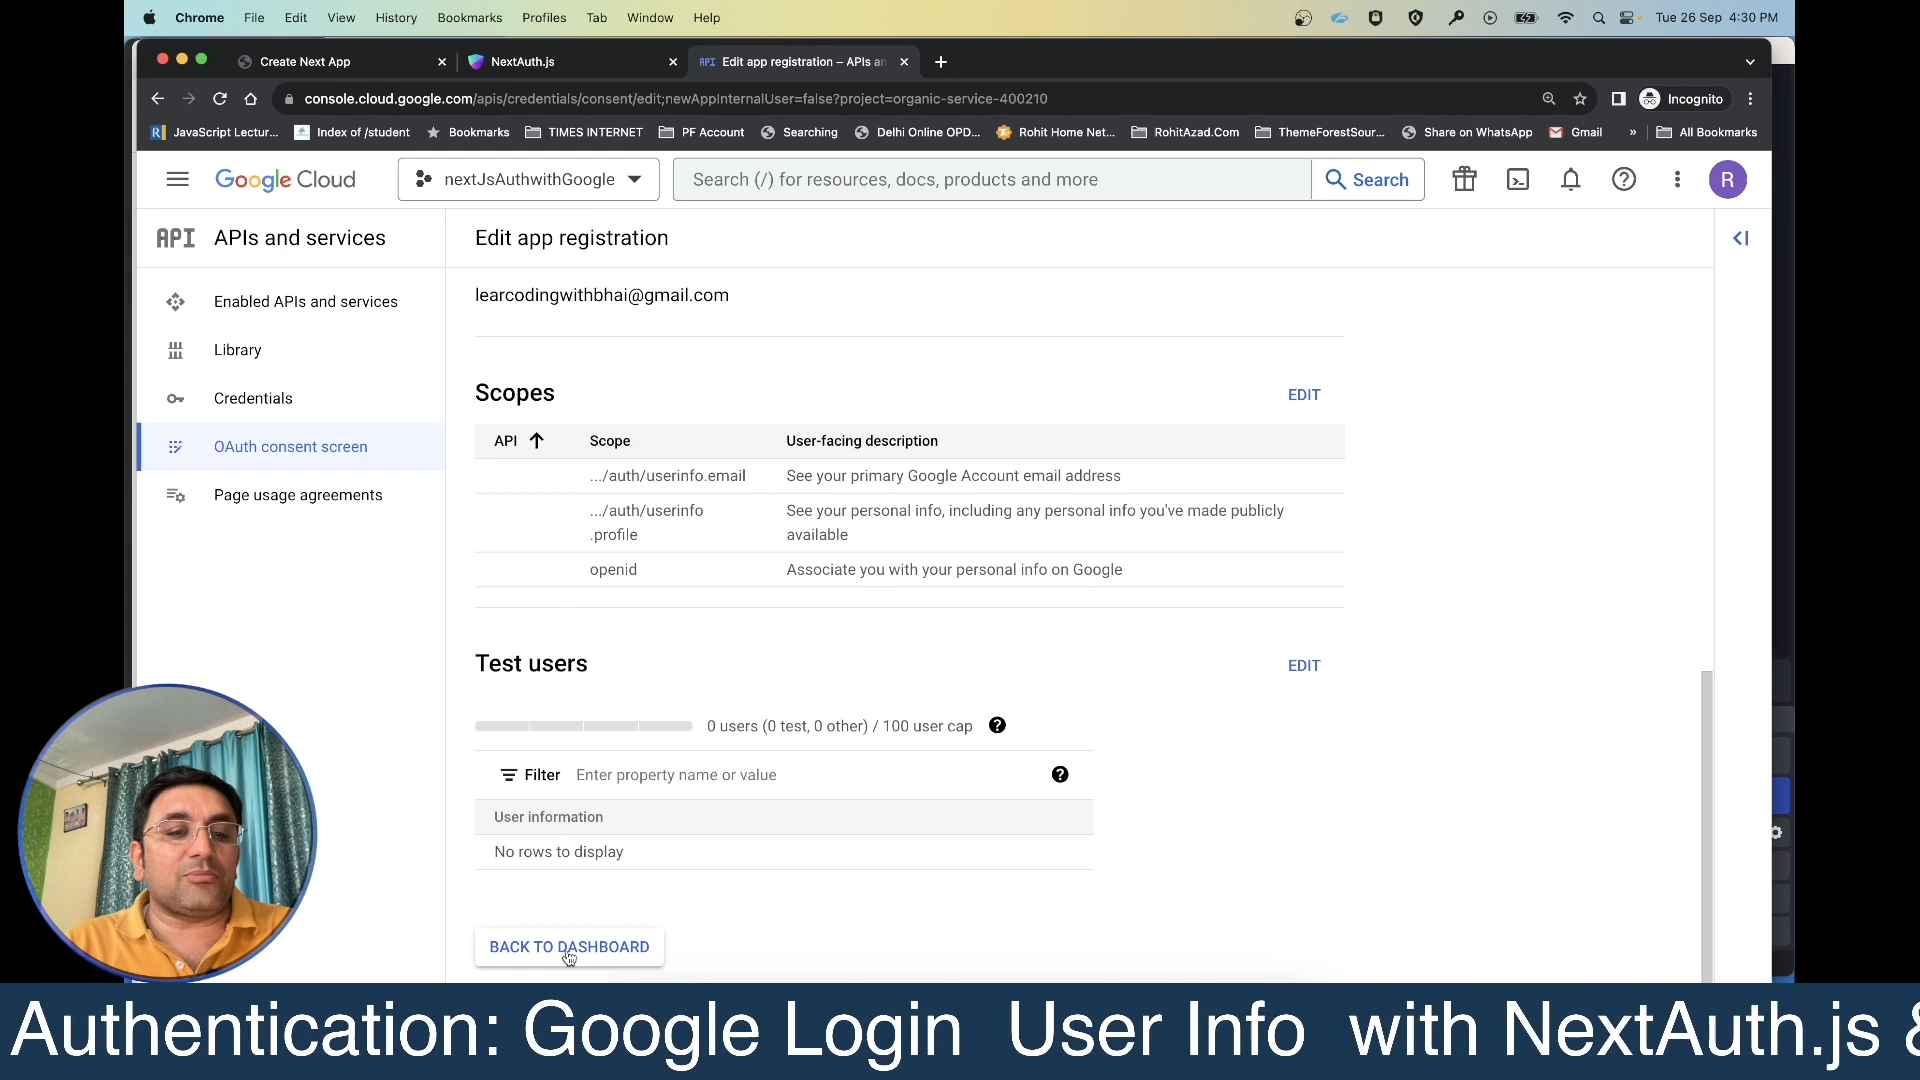 Chrome File Edit View History Bookmarks Profiles Tab Window Help Tue 26 Sep 4:30 PM
Create Next App NextAuth.js API Edit app registration – APIs an
console.cloud.google.com/apis/credentials/consent/edit;newAppInternalUser=false?project=organic-service-400210 Incognito
JavaScript Lectur... Index of /student Bookmarks TIMES INTERNET PF Account Searching Delhi Online OPD... Rohit Home Net... RohitAzad.Com ThemeForestSour... Share on WhatsApp Gmail » All Bookmarks
Google Cloud nextJsAuthwithGoogle Search (/) for resources, docs, products and more Search R
API APIs and services Edit app registration
learcodingwithbhai@gmail.com
Enabled APIs and services
Library
Credentials
OAuth consent screen
Page usage agreements
Scopes EDIT
API Scope User-facing description
.../auth/userinfo.email See your primary Google Account email address
.../auth/userinfo See your personal info, including any personal info you've made publicly
.profile available
openid Associate you with your personal info on Google
Test users EDIT
0 users (0 test, 0 other) / 100 user cap
Filter Enter property name or value
User information
No rows to display
BACK TO DASHBOARD
Authentication: Google Login User Info with NextAuth.js